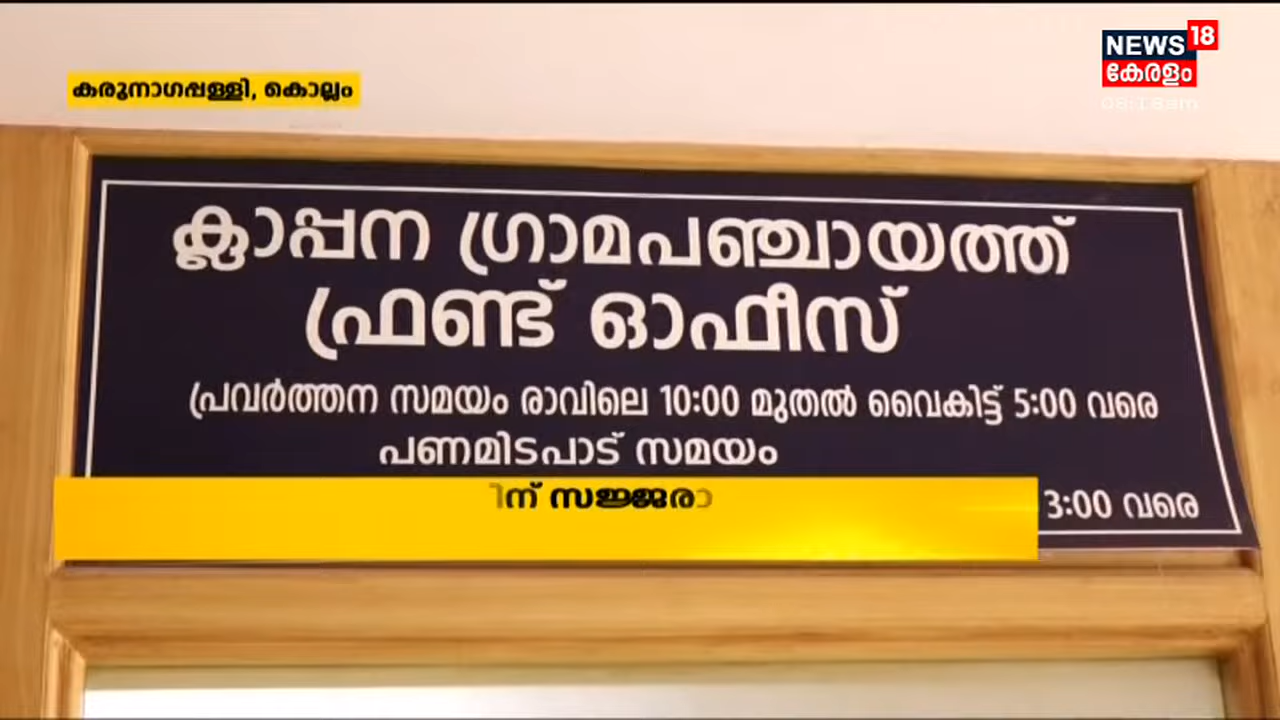 NEWS 18
കേരളം
കരുനാഗപ്പള്ളി, കൊല്ലം
ക്ലാപ്പന ഗ്രാമപഞ്ചായത്ത്
ഫ്രണ്ട് ഓഫീസ്
പ്രവർത്തന സമയം രാവിലെ 10:00 മുതൽ വൈകിട്ട് 5:00 വരെ
പണമിടപാട് സമയം
3:00 വരെ